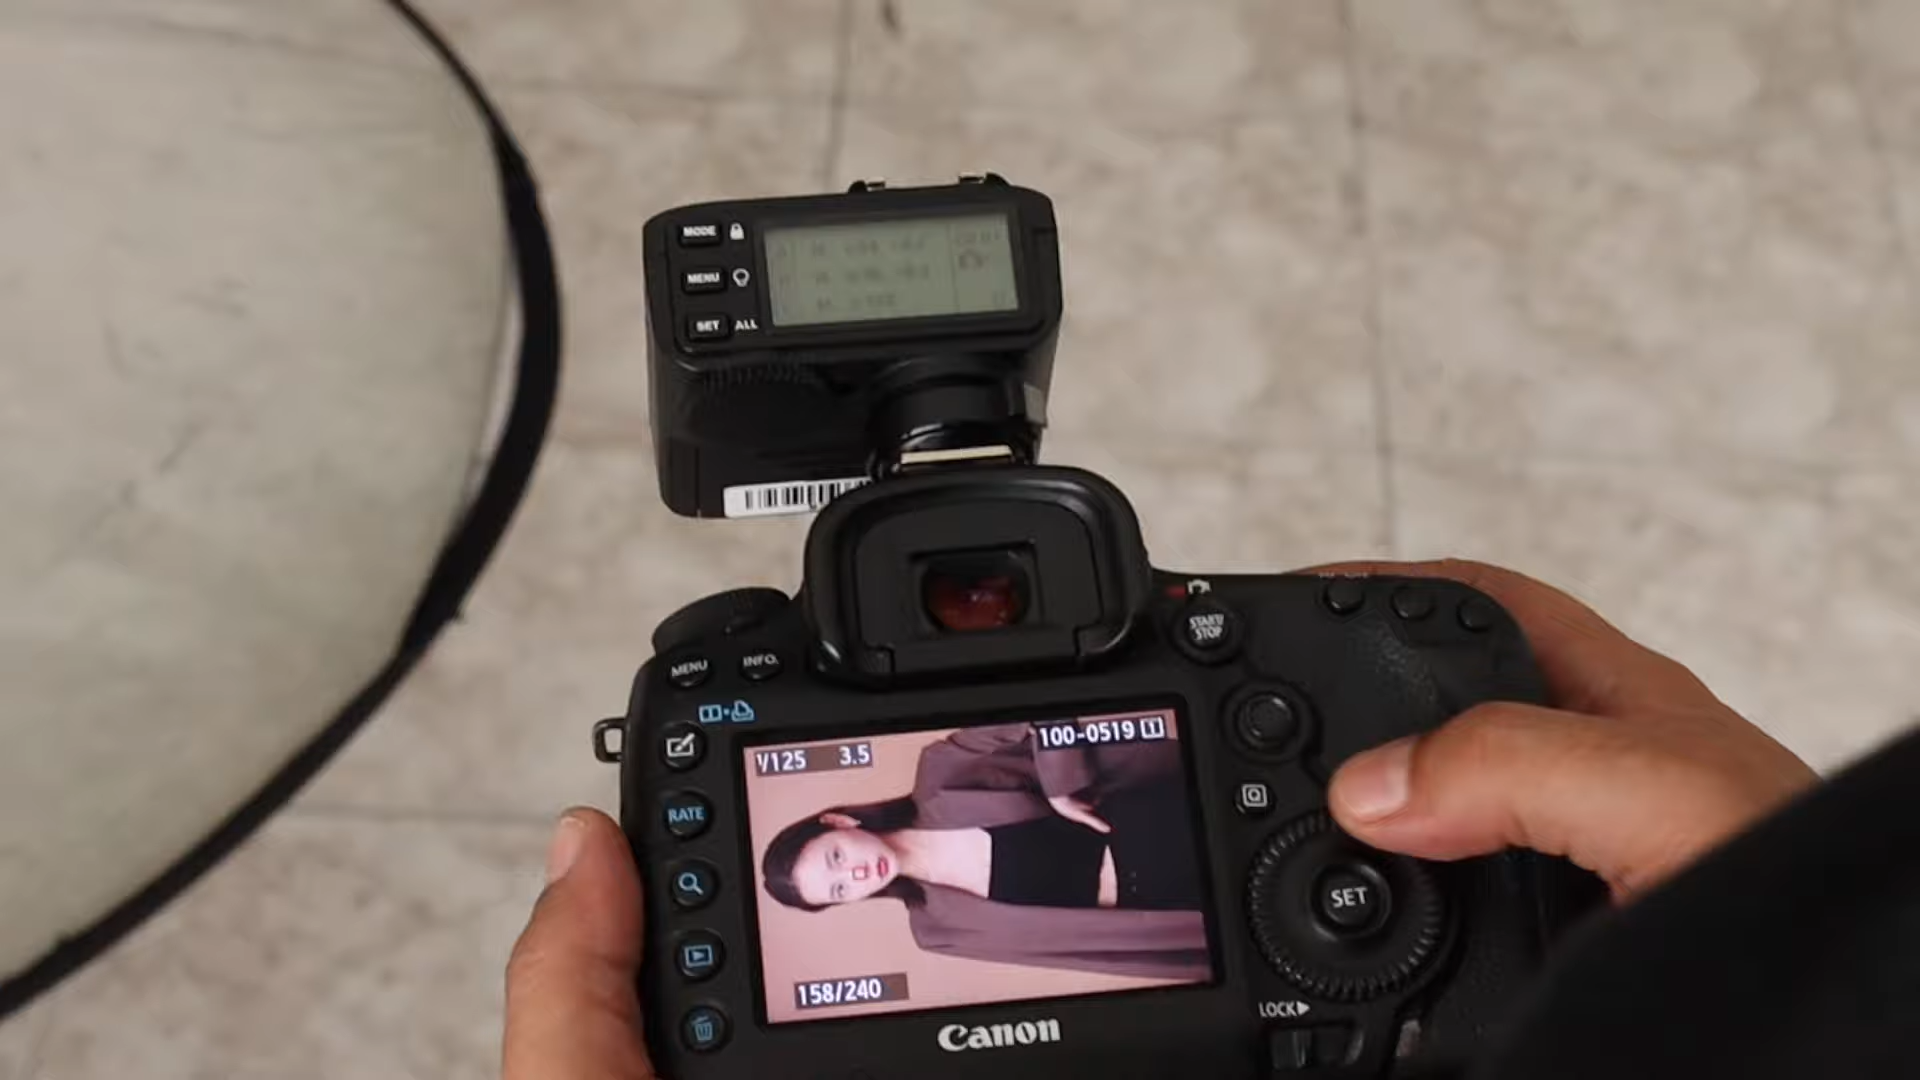 MODE
MENU
SET ALL
START/
STOP
MENU INFO.
RATE
1/125 3.5
100-0519 1
Q
SET
158/240
LOCK
Canon